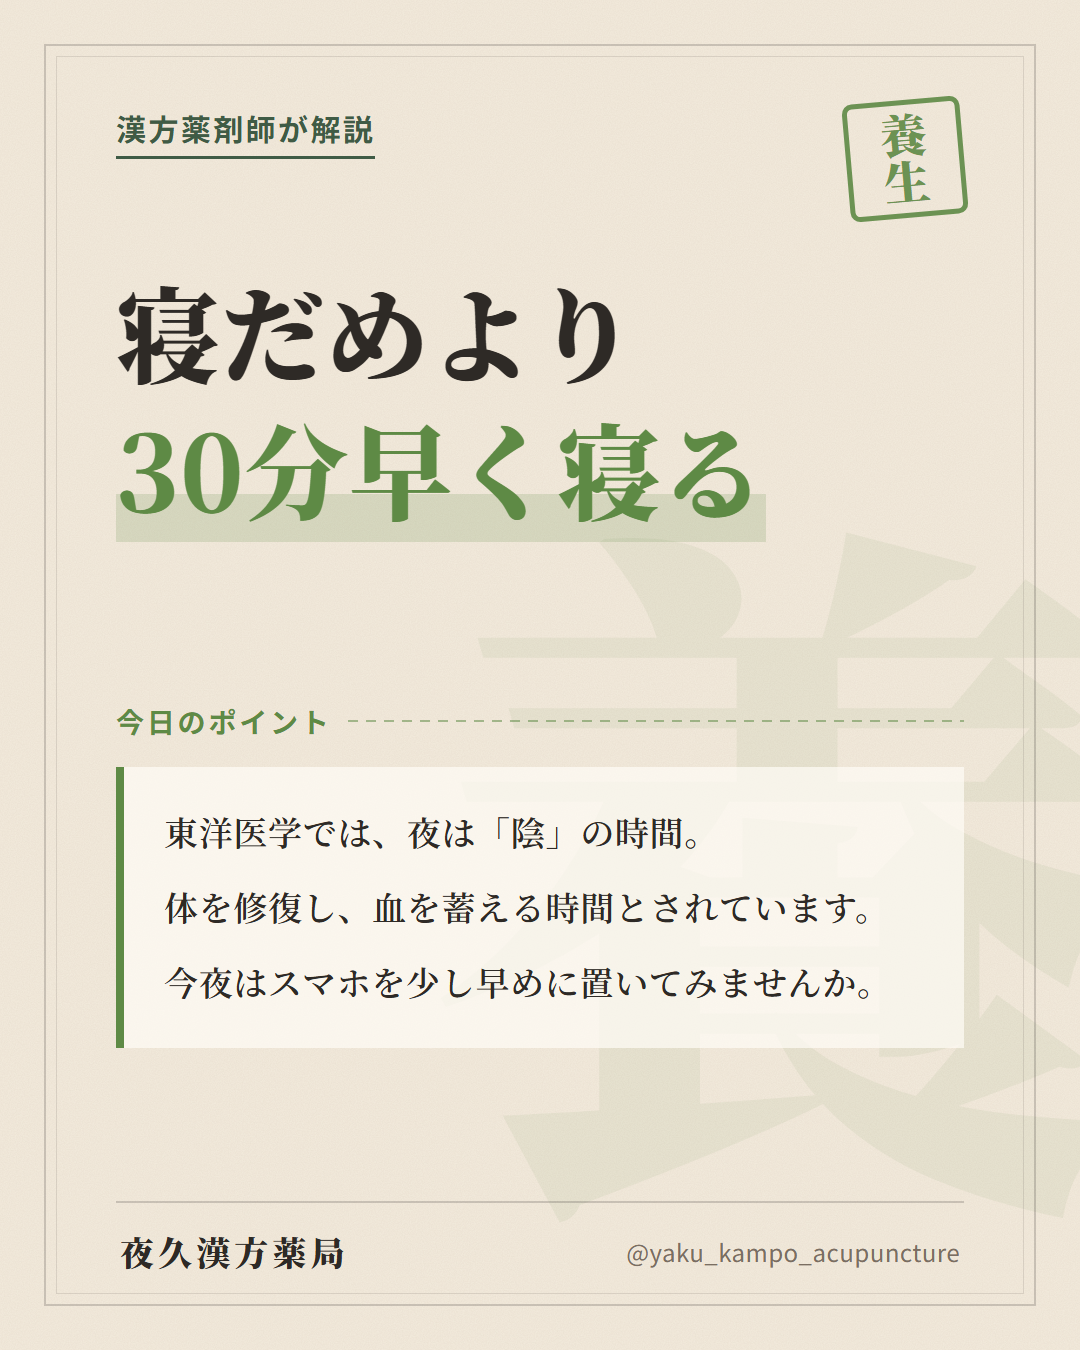 漢方薬剤師が解説
養生
寝だめより
30分早く寝る
今日のポイント
東洋医学では、夜は「陰」の時間。
体を修復し、血を蓄える時間とされています。
今夜はスマホを少し早めに置いてみませんか。
養
夜久漢方薬局
@yaku_kampo_acupuncture